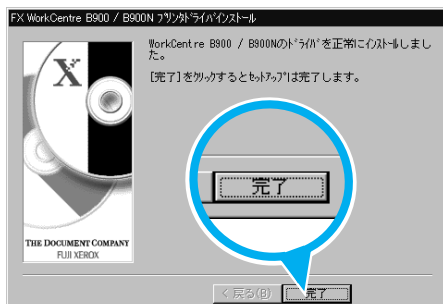 FX WorkCentre B900 / B900N プリンタドライバインストール
WorkCentre B900 / B900Nのドライバを正常にインストールしまし
た。
[完了]をクリックするとセットアップは完了します。
X
完了
THE DOCUMENT COMPANY
FUJI XEROX
< 戻る(B)
完了